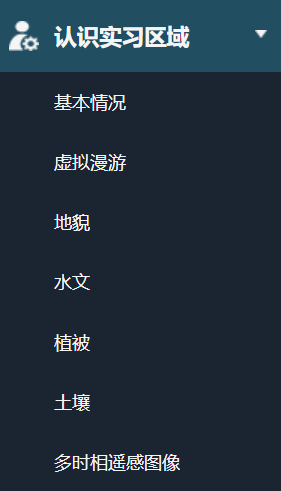 认识实习区域
基本情况
虚拟漫游
地貌
水文
植被
土壤
多时相遥感图像